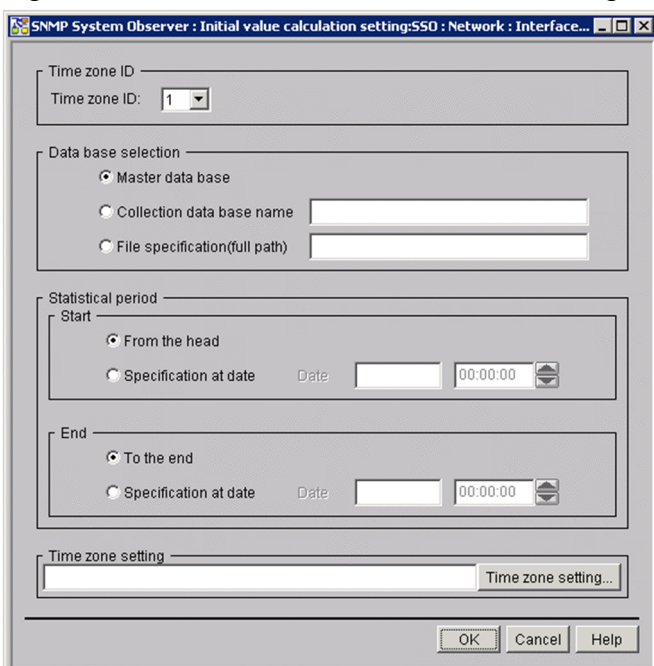 SNMP System Observer : Initial value calculation setting:SSO : Network : Interface...
Time zone ID
Time zone ID: 1
Data base selection
Master data base
Collection data base name
File specification(full path)
Statistical period
Start
From the head
Specification at date Date 00:00:00
End
To the end
Specification at date Date 00:00:00
Time zone setting
Time zone setting...
OK Cancel Help